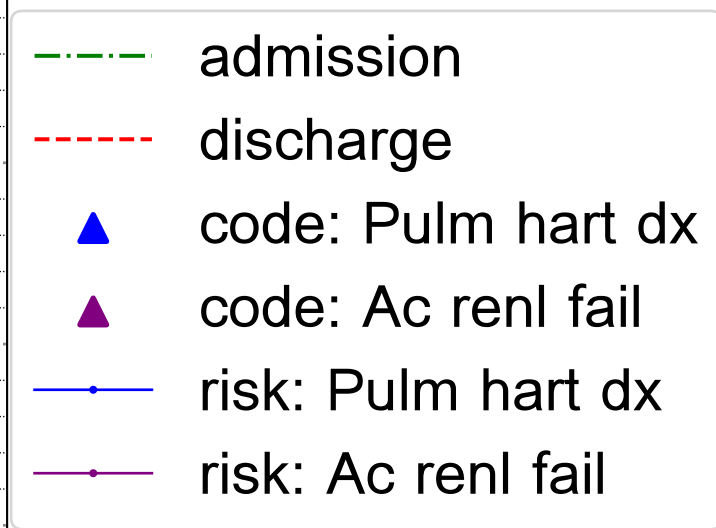 admission
discharge
code: Pulm hart dx
code: Ac renl fail
risk: Pulm hart dx
risk: Ac renl fail